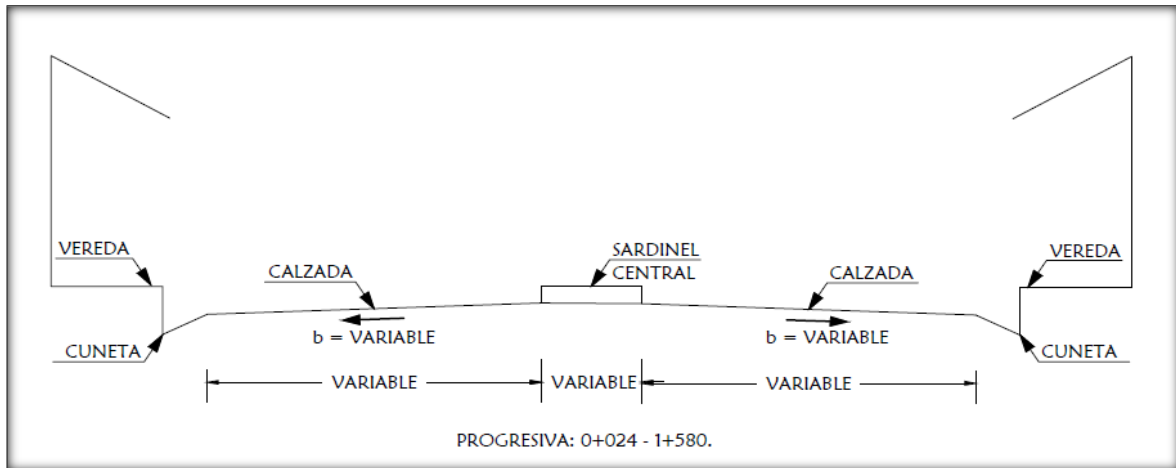 VEREDA
SARDINEL
CENTRAL
VEREDA
CALZADA
CALZADA
b = VARIABLE
b = VARIABLE
CUNETA
CUNETA
VARIABLE
VARIABLE
VARIABLE
PROGRESIVA: 0+024 - 1+580.